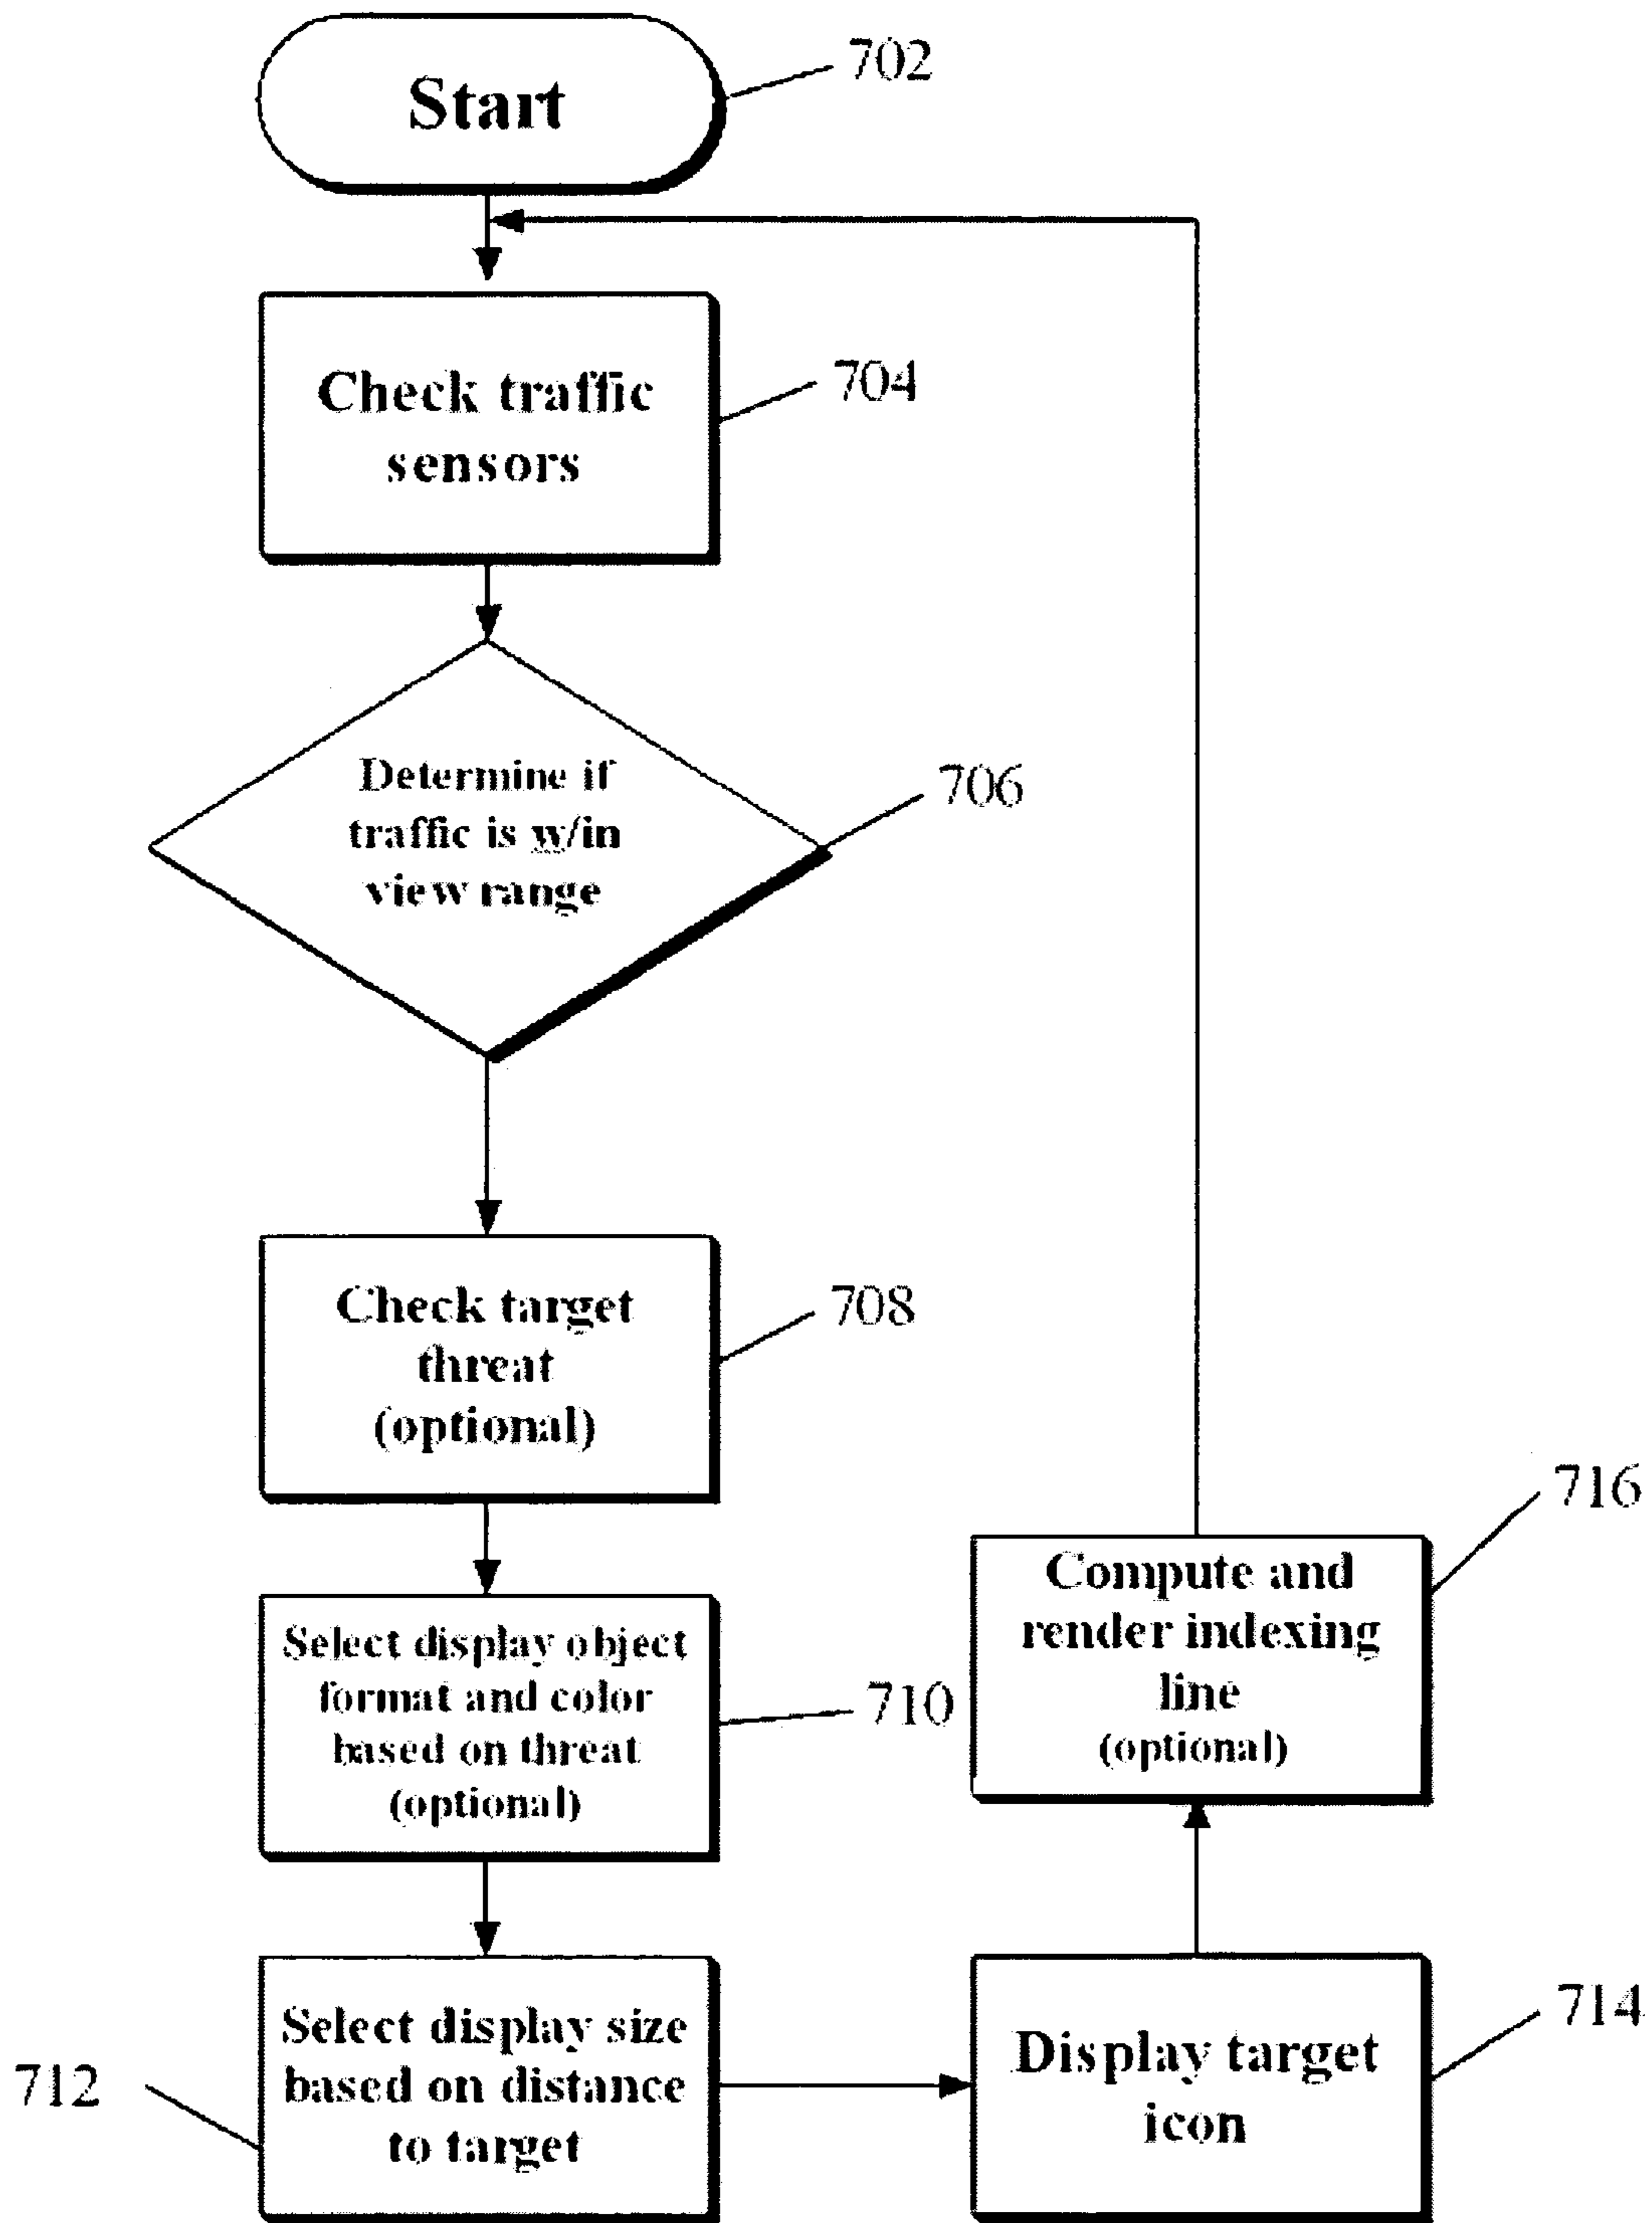 Start
702
Check traffic
sensors
704
Determine if
traffic is w/in
view range
706
Check target
threat
(optional)
708
Select display object
format and color
based on threat
(optional)
710
Select display size
based on distance
to target
712
Display target
icon
714
Compute and
render indexing
line
(optional)
716